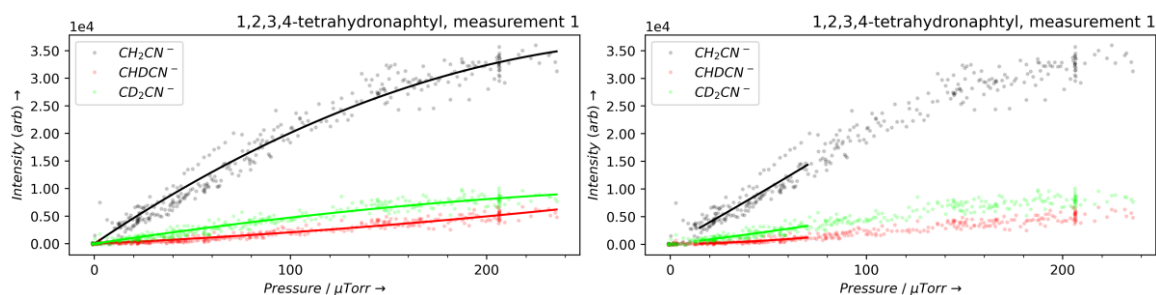 1,2,3,4-tetrahydronaphtyl, measurement 1
1e4
CH₂CN⁻
CHDCN⁻
CD₂CN⁻
3.50
3.00
2.50
2.00
1.50
1.00
0.50
0.00
Intensity (arb) →
0 100 200
Pressure / μTorr →
1,2,3,4-tetrahydronaphtyl, measurement 1
1e4
CH₂CN⁻
CHDCN⁻
CD₂CN⁻
3.50
3.00
2.50
2.00
1.50
1.00
0.50
0.00
Intensity (arb) →
0 100 200
Pressure / μTorr →